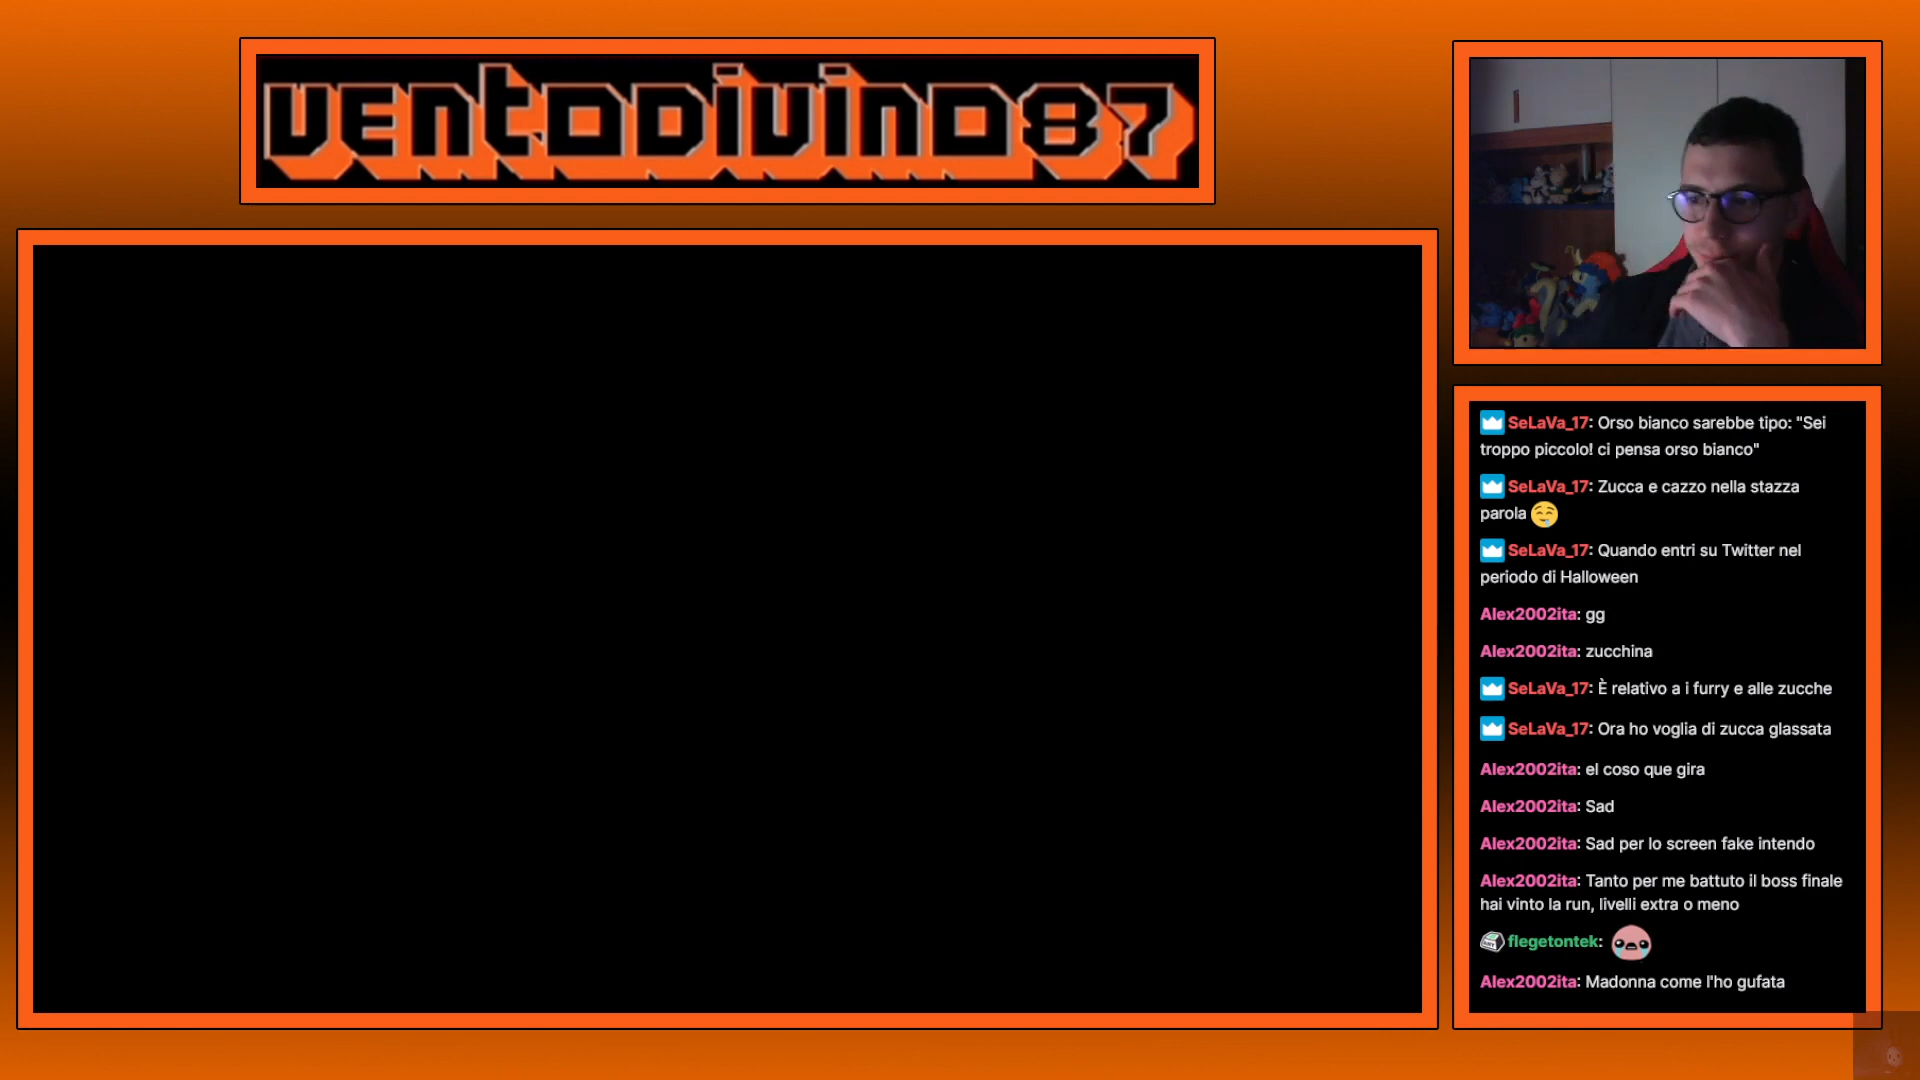 ventodivino87
SeLaVa_17: Orso bianco sarebbe tipo: "Sei
troppo piccolo! ci pensa orso bianco"
SeLaVa_17: Zucca e cazzo nella stazza
parola
SeLaVa_17: Quando entri su Twitter nel
periodo di Halloween
Alex2002ita: gg
Alex2002ita: zucchina
SeLaVa_17: È relativo a i furry e alle zucche
SeLaVa_17: Ora ho voglia di zucca glassata
Alex2002ita: el coso que gira
Alex2002ita: Sad
Alex2002ita: Sad per lo screen fake intendo
Alex2002ita: Tanto per me battuto il boss finale
hai vinto la run, livelli extra o meno
flegetontek:
Alex2002ita: Madonna come l'ho gufata